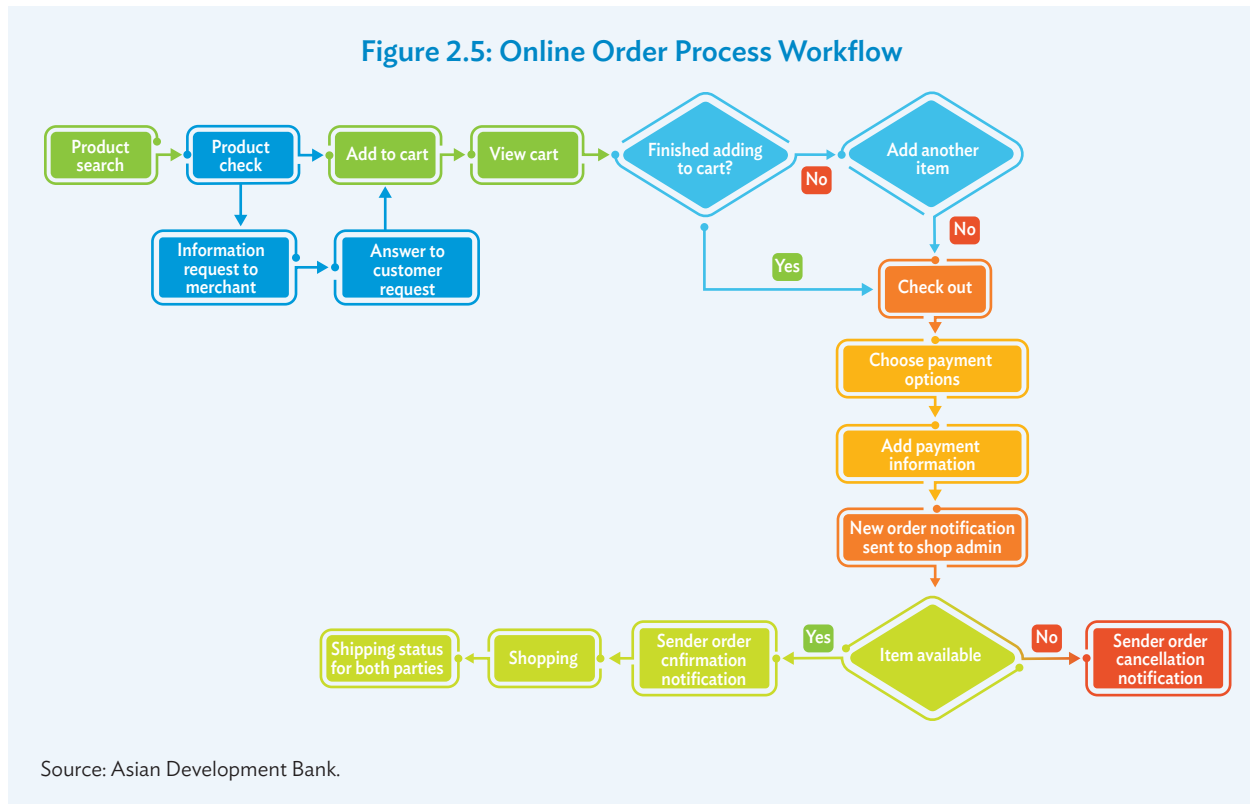 Figure 2.5: Online Order Process Workflow
Product
search
Product
check
Add to cart
View cart
Finished adding
to cart?
No
Add another
item
Information
request to
merchant
Answer to
customer
request
No
Yes
Check out
Choose payment
options
Add payment
information
New order notification
sent to shop admin
Shipping status
for both parties
Shopping
Sender order
cnfirmation
notification
Yes
Item available
No
Sender order
cancellation
notification
Source: Asian Development Bank.